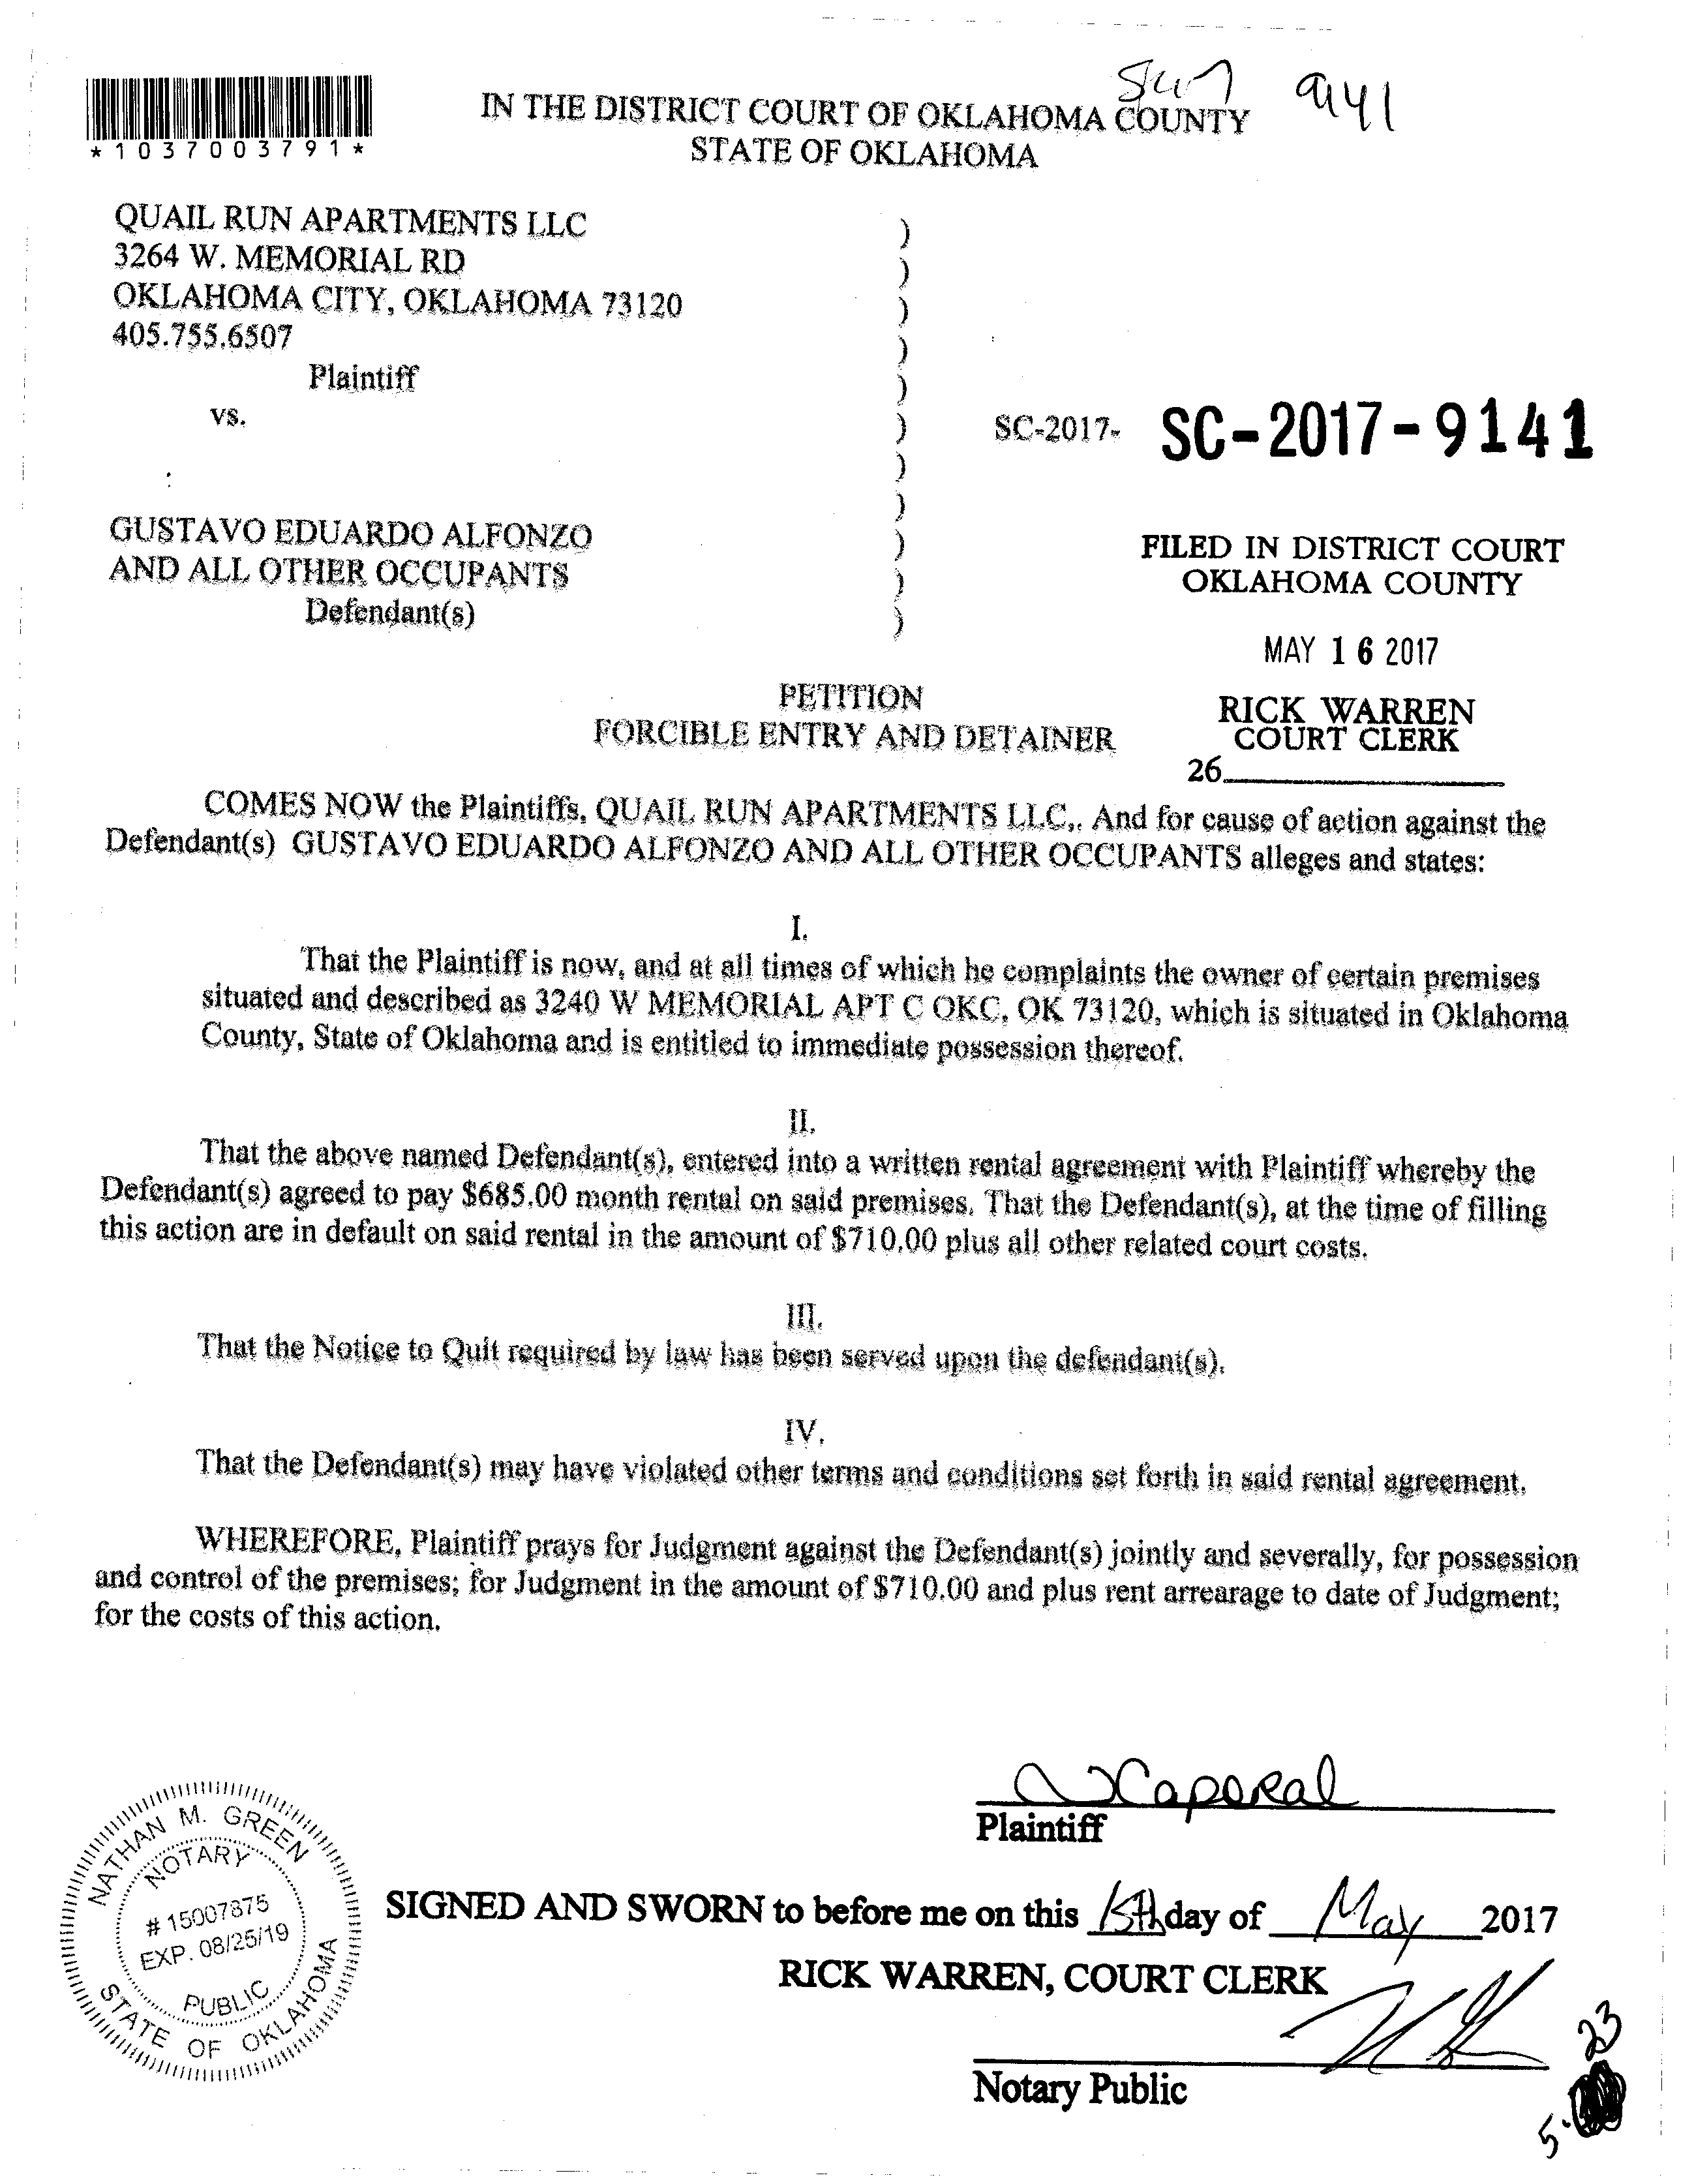 9141
*1037003791*
IN THE DISTRICT COURT OF OKLAHOMA COUNTY
STATE OF OKLAHOMA
QUAIL RUN APARTMENTS LLC
3264 W. MEMORIAL RD
OKLAHOMA CITY, OKLAHOMA 73120
405.755.6507
Plaintiff
vs.
SC-2017- SC-2017-9141
GUSTAVO EDUARDO ALFONZO
AND ALL OTHER OCCUPANTS
Defendant(s)
FILED IN DISTRICT COURT
OKLAHOMA COUNTY
MAY 16 2017
RICK WARREN
COURT CLERK
26
PETITION
FORCIBLE ENTRY AND DETAINER
COMES NOW the Plaintiffs, QUAIL RUN APARTMENTS LLC,. And for cause of action against the
Defendant(s) GUSTAVO EDUARDO ALFONZO AND ALL OTHER OCCUPANTS alleges and states:
I.
That the Plaintiff is now, and at all times of which he complaints the owner of certain premises
situated and described as 3240 W MEMORIAL APT C OKC, OK 73120, which is situated in Oklahoma
County, State of Oklahoma and is entitled to immediate possession thereof.
II.
That the above named Defendant(s), entered into a written rental agreement with Plaintiff whereby the
Defendant(s) agreed to pay $685.00 month rental on said premises. That the Defendant(s), at the time of filling
this action are in default on said rental in the amount of $710.00 plus all other related court costs.
III.
That the Notice to Quit required by law has been served upon the defendant(s).
IV.
That the Defendant(s) may have violated other terms and conditions set forth in said rental agreement.
WHEREFORE, Plaintiff prays for Judgment against the Defendant(s) jointly and severally, for possession
and control of the premises; for Judgment in the amount of $710.00 and plus rent arrearage to date of Judgment;
for the costs of this action.
Caporal
Plaintiff
NATHAN M. GREEN
NOTARY
# 15007875
EXP. 08/25/19
PUBLIC
STATE OF OKLAHOMA
SIGNED AND SWORN to before me on this 15th day of May 2017
RICK WARREN, COURT CLERK
Notary Public
23
5.